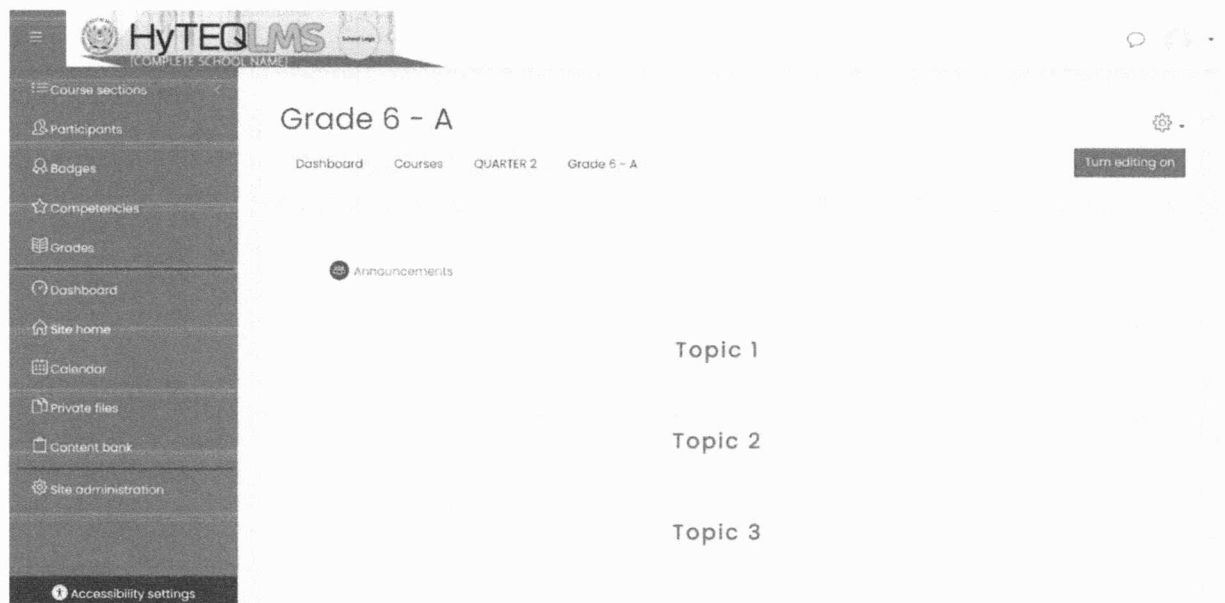 HyTEQLMS
School Logo
[COMPLETE SCHOOL NAME]
Course sections
Participants
Badges
Competencies
Grades
Dashboard
Site home
Calendar
Private files
Content bank
Site administration
Accessibility settings
Grade 6 - A
Dashboard Courses QUARTER 2 Grade 6 - A
Turn editing on
Announcements
Topic 1
Topic 2
Topic 3